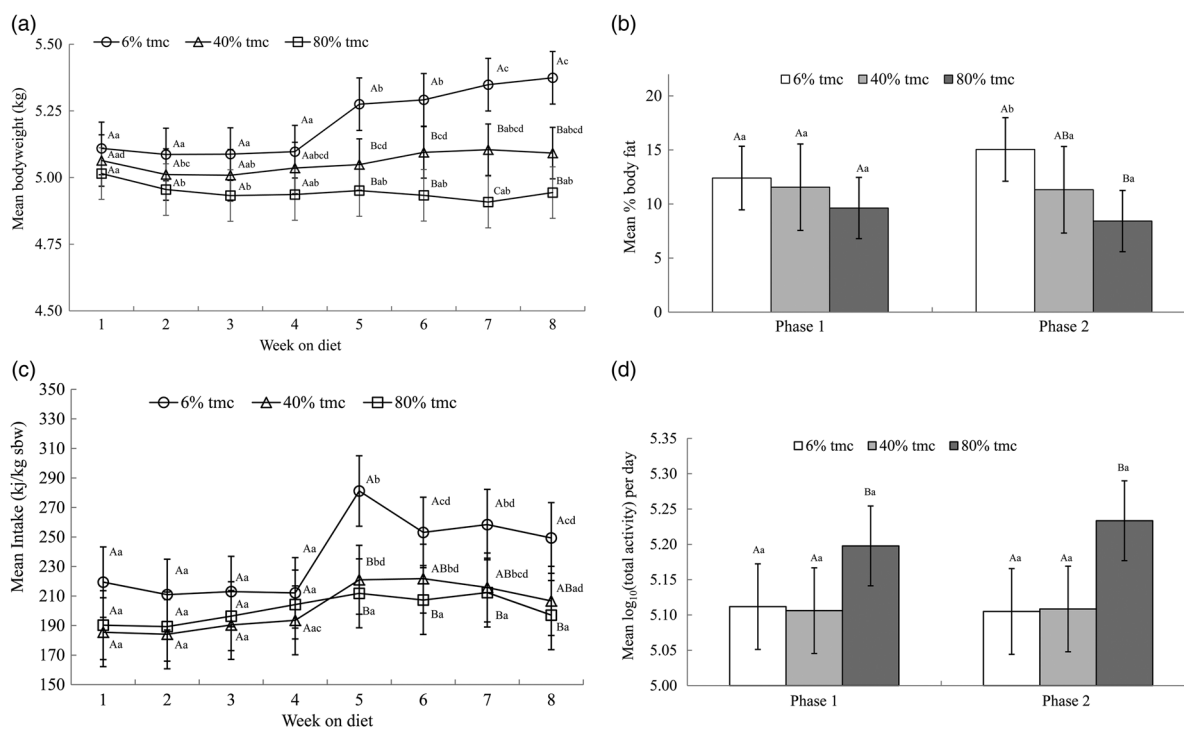 (a)
6% tmc 40% tmc 80% tmc
Mean bodyweight (kg)
5.50
5.25
5.00
4.75
4.50
Aa Aa Aa Aa Ab Ab Ac Ac
Aad Abc Aab Aabcd Bcd Bcd Babcd Babcd
Aa Ab Ab Aab Bab Bab Cab Bab
1 2 3 4 5 6 7 8
Week on diet
(b)
6% tmc 40% tmc 80% tmc
Mean % body fat
20
15
10
5
0
Aa Aa Aa Ab ABa Ba
Phase 1 Phase 2
(c)
6% tmc 40% tmc 80% tmc
Mean Intake (kj/kg sbw)
350
330
310
290
270
250
230
210
190
170
150
Aa Aa Aa Aa Ab Acd Abd Acd
Aa Aa Aa Aa Bbd ABbd ABbcd ABad
Aa Aa Aa Aac Ba Ba Ba Ba
1 2 3 4 5 6 7 8
Week on diet
(d)
6% tmc 40% tmc 80% tmc
Mean log₁₀(total activity) per day
5.35
5.30
5.25
5.20
5.15
5.10
5.05
5.00
Aa Aa Ba Aa Aa Ba
Phase 1 Phase 2